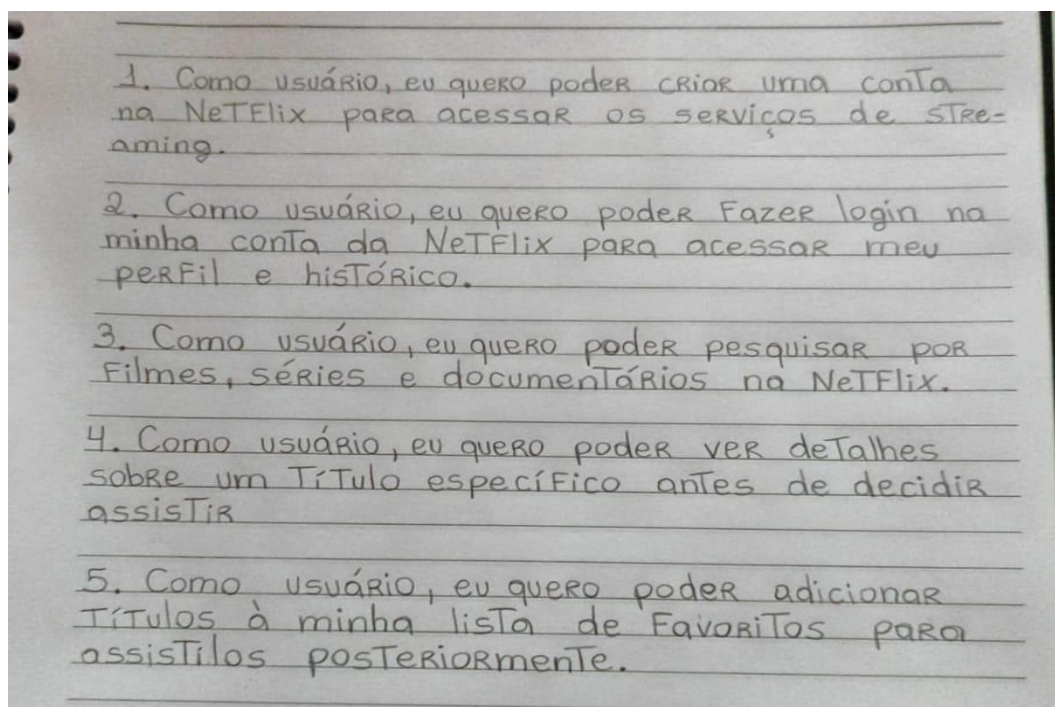 1. Como usuário, eu quero poder criar uma conta
na Netflix para acessar os serviços de stre-
aming.
2. Como usuário, eu quero poder Fazer login na
minha conta da Netflix para acessar meu
perfil e histórico.
3. Como usuário, eu quero poder pesquisar por
Filmes, séries e documentários na Netflix.
4. Como usuário, eu quero poder ver detalhes
sobre um Título específico antes de decidir
assistir
5. Como usuário, eu quero poder adicionar
Títulos à minha lista de Favoritos para
assistilos posteriormente.